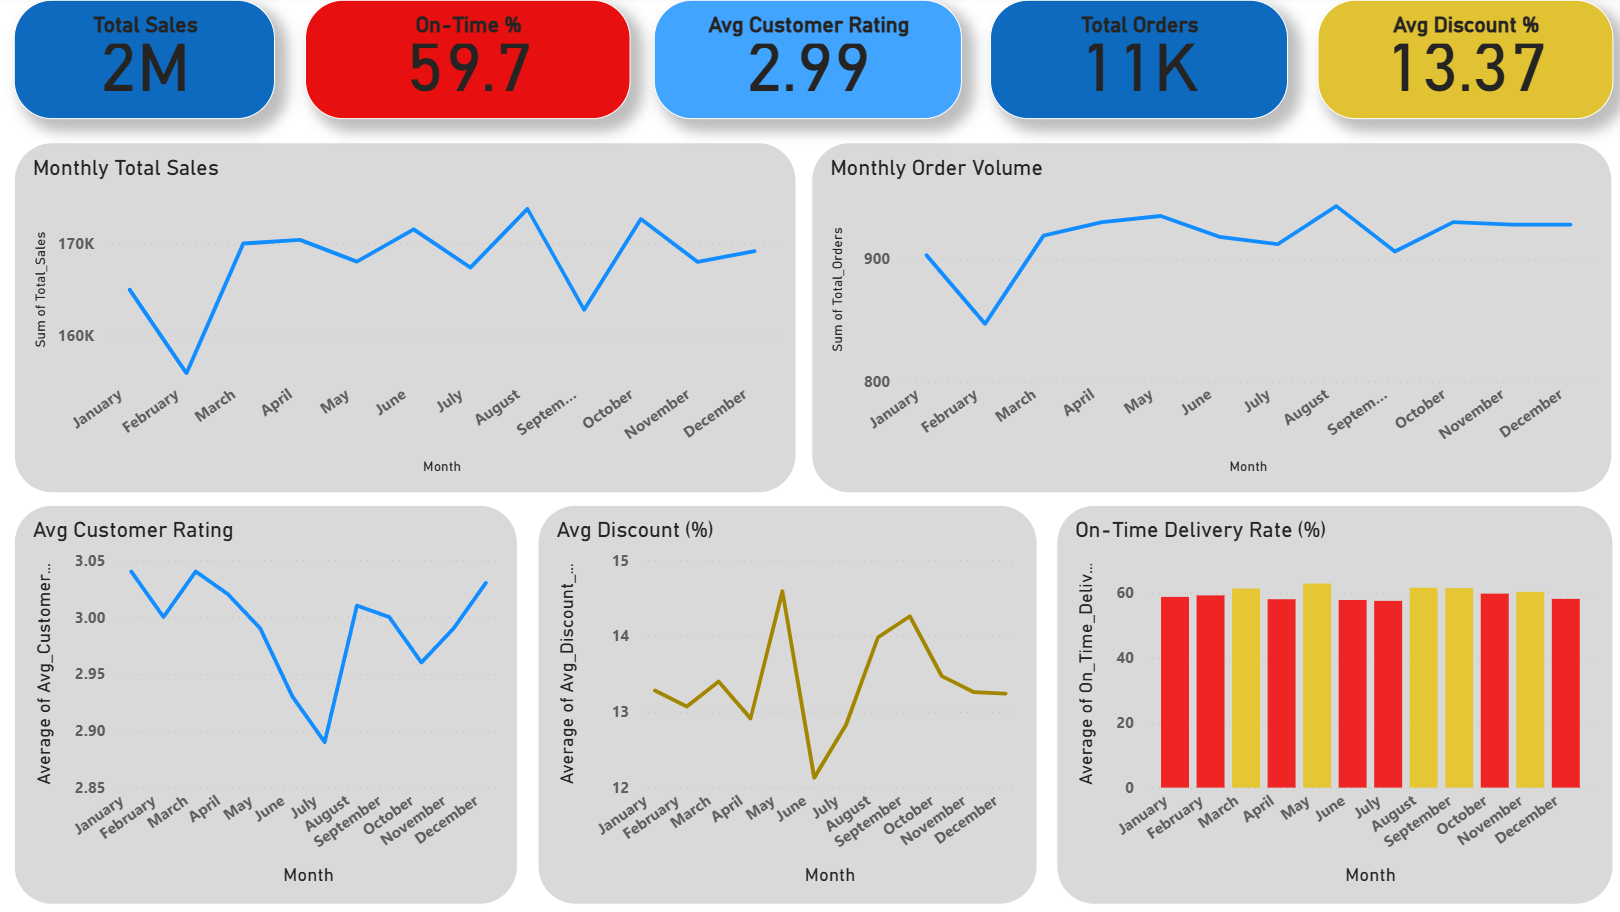 Total Sales
2M
On-Time %
59.7
Avg Customer Rating
2.99
Total Orders
11K
Avg Discount %
13.37
Monthly Total Sales
Sum of Total_Sales
170K
160K
January
February
March
April
May
June
July
August
Septem...
October
November
December
Month
Monthly Order Volume
Sum of Total_Orders
900
800
January
February
March
April
May
June
July
August
Septem...
October
November
December
Month
Avg Customer Rating
Average of Avg_Customer...
3.05
3.00
2.95
2.90
2.85
January
February
March
April
May
June
July
August
September
October
November
December
Month
Avg Discount (%)
Average of Avg_Discount_...
15
14
13
12
January
February
March
April
May
June
July
August
September
October
November
December
Month
On-Time Delivery Rate (%)
Average of On_Time_Deliv...
60
40
20
0
January
February
March
April
May
June
July
August
September
October
November
December
Month